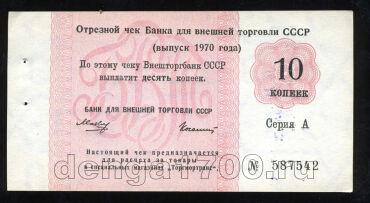 Отрезной чек Банка для внешней торговли СССР
(выпуск 1970 года)
По этому чеку Внешторгбанк СССР
выплатит десять копеек.
10
КОПЕЕК
БАНК ДЛЯ ВНЕШНЕЙ ТОРГОВЛИ СССР
Серия А
Настоящий чек предназначается
для расчета за товары
в специальных магазинах "Торгмортранс".
№ 587542
dengi-700.ru